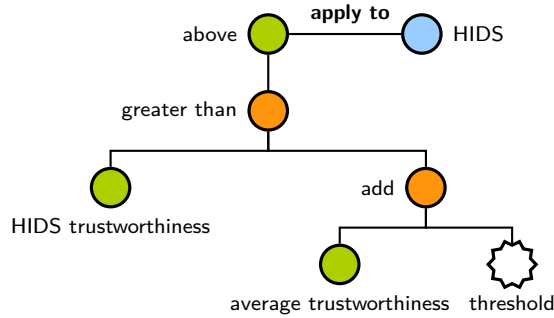 apply to
above
HIDS
greater than
add
HIDS trustworthiness
average trustworthiness
threshold